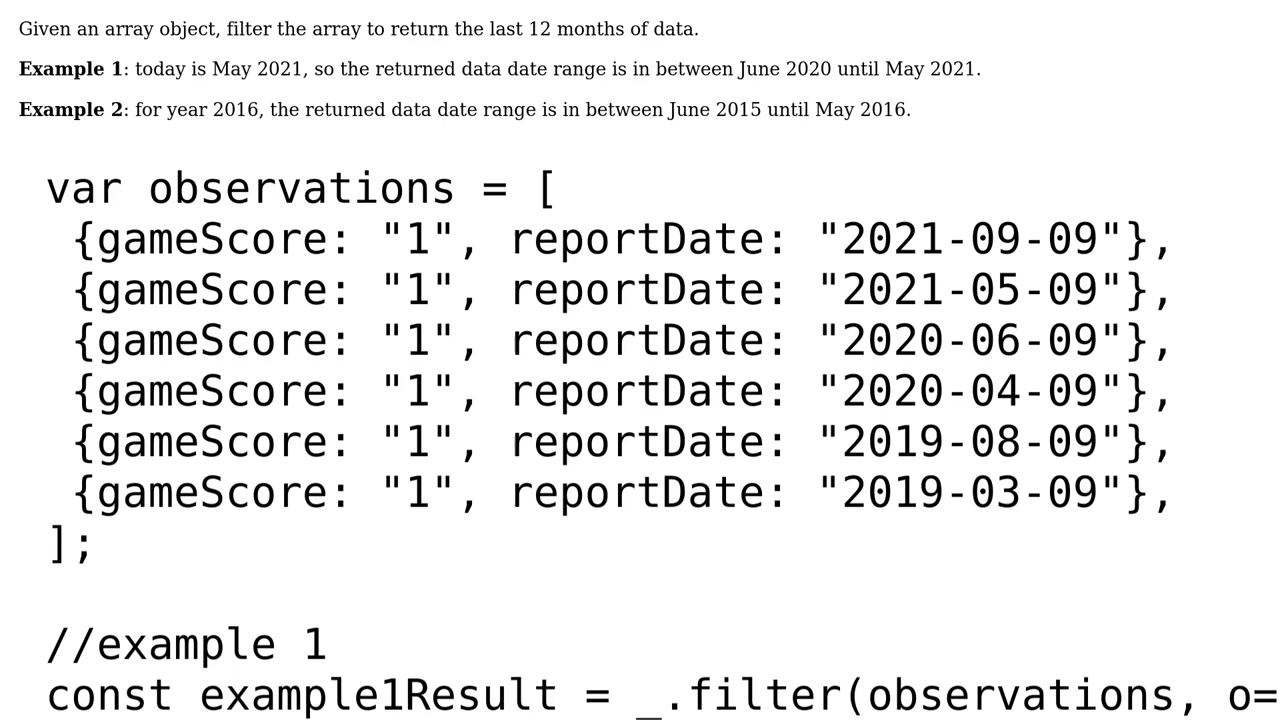 Given an array object, filter the array to return the last 12 months of data.
Example 1: today is May 2021, so the returned data date range is in between June 2020 until May 2021.
Example 2: for year 2016, the returned data date range is in between June 2015 until May 2016.
var observations = [
{gameScore: "1", reportDate: "2021-09-09"},
{gameScore: "1", reportDate: "2021-05-09"},
{gameScore: "1", reportDate: "2020-06-09"},
{gameScore: "1", reportDate: "2020-04-09"},
{gameScore: "1", reportDate: "2019-08-09"},
{gameScore: "1", reportDate: "2019-03-09"},
];
//example 1
const example1Result = _.filter(observations, o=